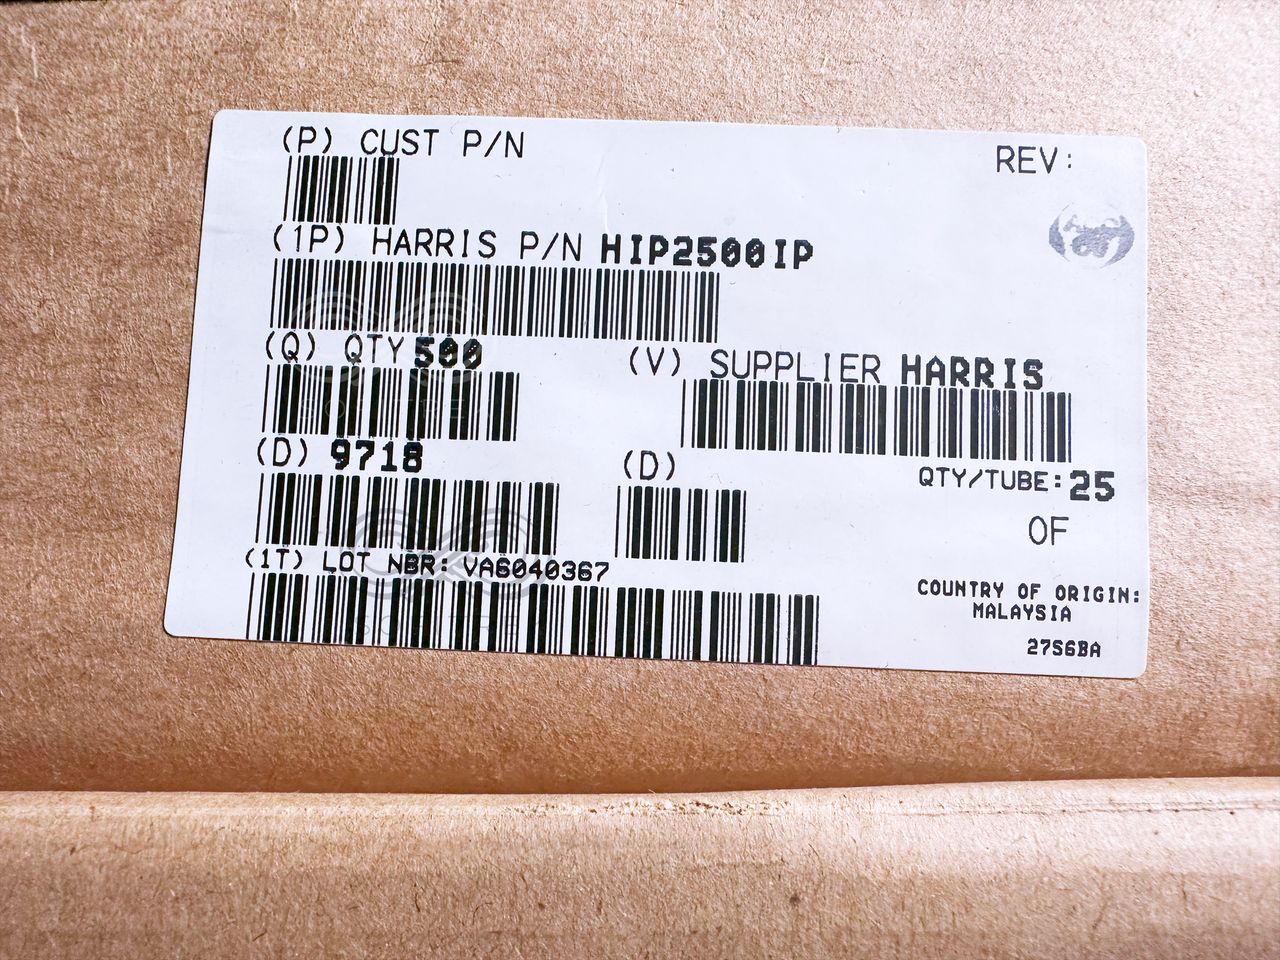 (P) CUST P/N
REV:
(1P) HARRIS P/N HIP2500IP
(Q) QTY 500
(V) SUPPLIER HARRIS
(D) 9718
(D)
QTY/TUBE: 25
OF
(1T) LOT NBR: VA6040367
COUNTRY OF ORIGIN:
MALAYSIA
27S6BA